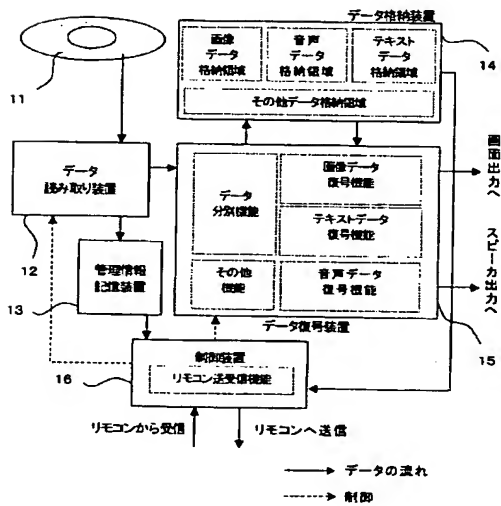 データ格納装置
画像
データ
格納領域
音声
データ
格納領域
テキスト
データ
格納領域
その他データ格納領域
11
14
データ
読み取り装置
12
データ
分別機能
画像データ
復号機能
テキストデータ
復号機能
その他
機能
音声データ
復号機能
データ復号装置
15
画面出力へ
スピーカ出力へ
管理情報
記憶装置
13
制御装置
リモコン送受信機能
16
リモコンから受信
リモコンへ送信
データの流れ
制御